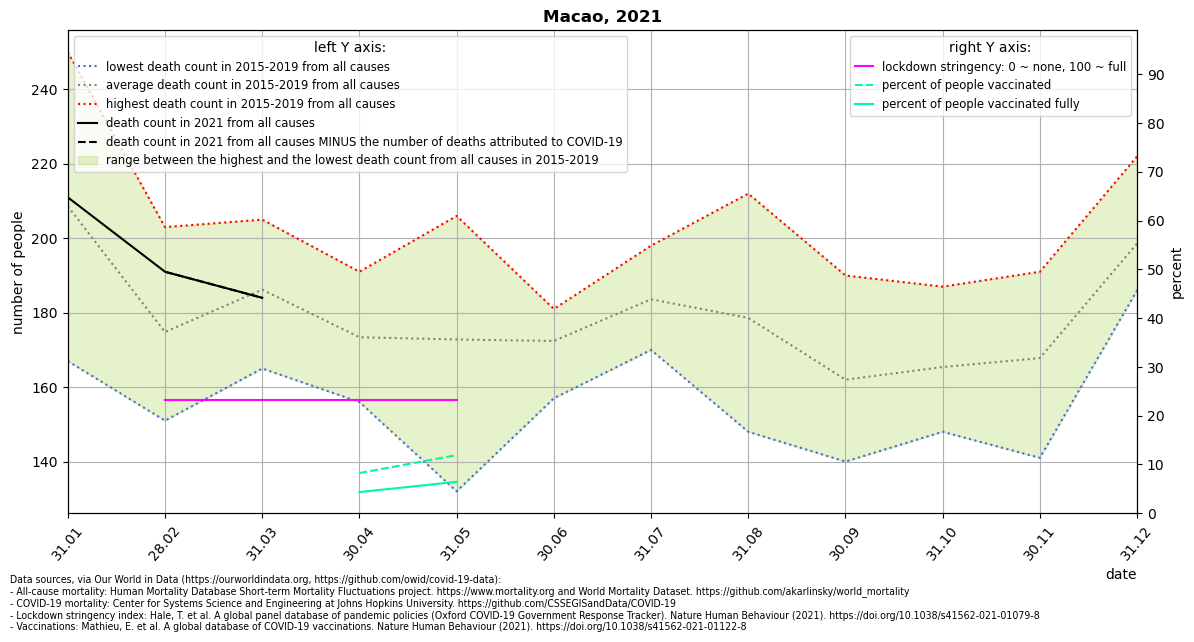 Macao, 2021
left Y axis:
lowest death count in 2015-2019 from all causes
average death count in 2015-2019 from all causes
highest death count in 2015-2019 from all causes
death count in 2021 from all causes
death count in 2021 from all causes MINUS the number of deaths attributed to COVID-19
range between the highest and the lowest death count from all causes in 2015-2019
right Y axis:
lockdown stringency: 0 ~ none, 100 ~ full
percent of people vaccinated
percent of people vaccinated fully
number of people
240
220
200
180
160
140
percent
90
80
70
60
50
40
30
20
10
0
31.01
28.02
31.03
30.04
31.05
30.06
31.07
31.08
30.09
31.10
30.11
31.12
date
Data sources, via Our World in Data (https://ourworldindata.org, https://github.com/owid/covid-19-data):
- All-cause mortality: Human Mortality Database Short-term Mortality Fluctuations project. https://www.mortality.org and World Mortality Dataset. https://github.com/akarlinsky/world_mortality
- COVID-19 mortality: Center for Systems Science and Engineering at Johns Hopkins University. https://github.com/CSSEGISandData/COVID-19
- Lockdown stringency index: Hale, T. et al. A global panel database of pandemic policies (Oxford COVID-19 Government Response Tracker). Nature Human Behaviour (2021). https://doi.org/10.1038/s41562-021-01079-8
- Vaccinations: Mathieu, E. et al. A global database of COVID-19 vaccinations. Nature Human Behaviour (2021). https://doi.org/10.1038/s41562-021-01122-8